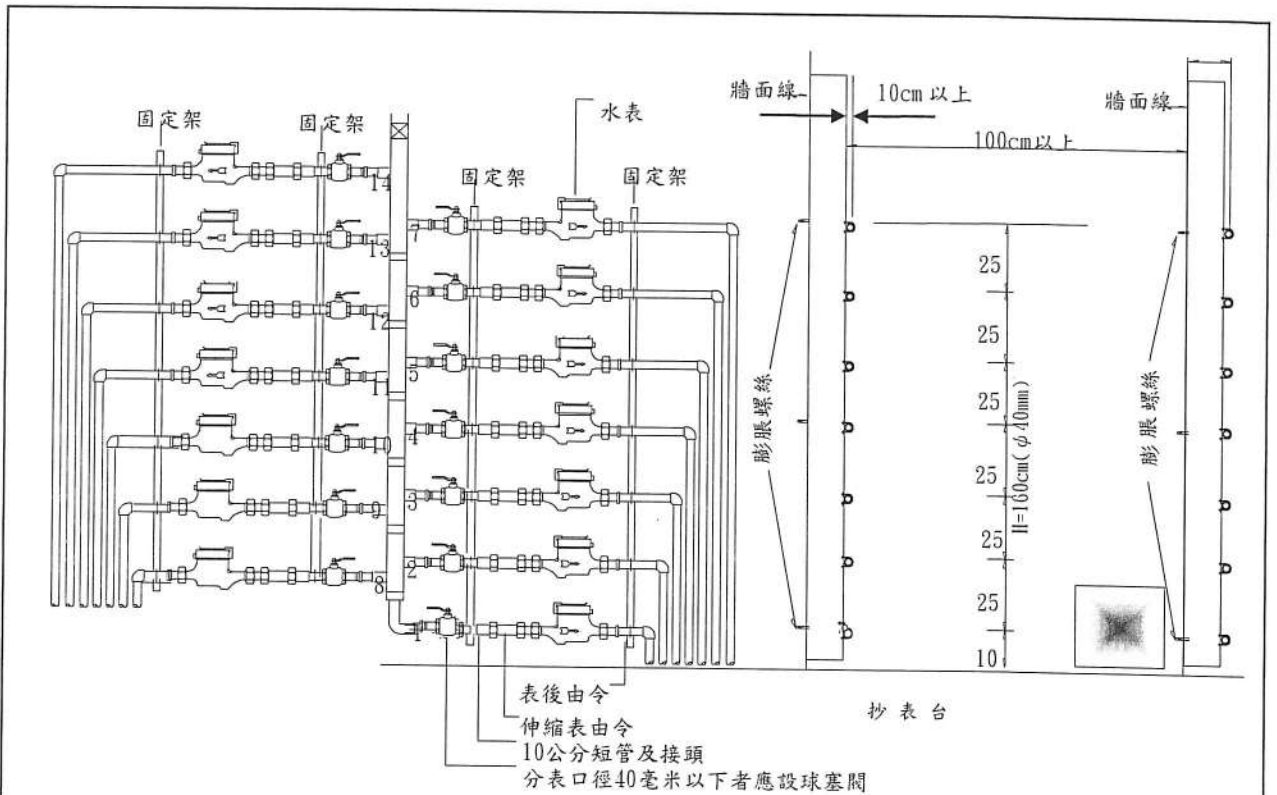 固定架
固定架
固定架
固定架
水表
牆面線
10cm 以上
牆面線
100cm以上
14
13
12
11
10
9
8
7
6
5
4
3
2
1
膨脹螺絲
25
25
25
25
25
25
10
H=160cm(φ40mm)
膨脹螺絲
表後由令
伸縮表由令
10公分短管及接頭
分表口徑40毫米以下者應設球塞閥
抄表台